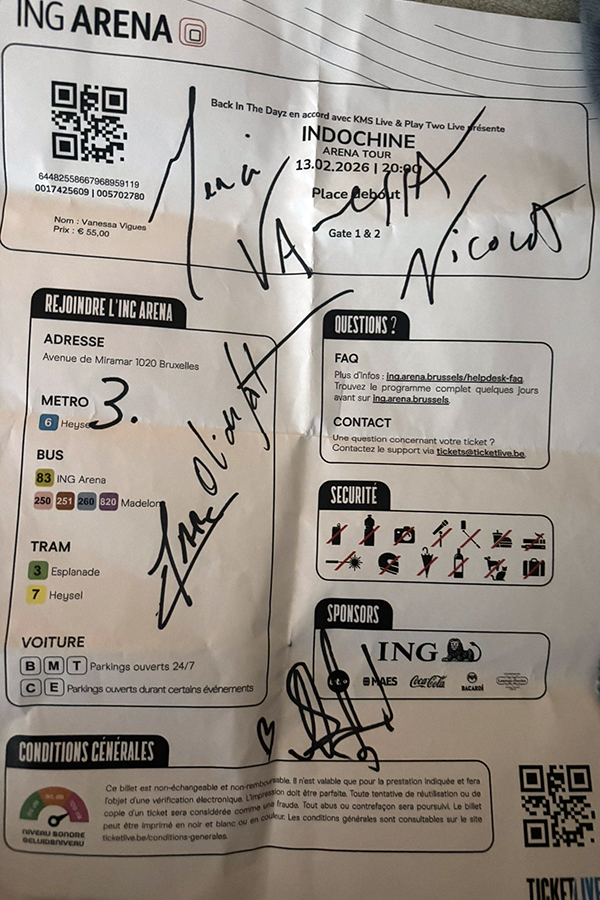 ING ARENA
Back In The Dayz en accord avec KMS Live & Play Two Live présente
INDOCHINE
ARENA TOUR
13.02.2026 | 20:00
Place debout
Gate 1 & 2
64482558667968959119
0017425609 | 005702780
Nom : Vanessa Vigues
Prix : € 55,00
Merci
VANESSA
Nicola
REJOINDRE L'ING ARENA
ADRESSE
Avenue de Miramar 1020 Bruxelles
METRO
6 Heysel
3.
BUS
83 ING Arena
250 251 260 820 Madelon
TRAM
3 Esplanade
7 Heysel
VOITURE
B M T Parkings ouverts 24/7
C E Parkings ouverts durant certains événements
QUESTIONS ?
FAQ
Plus d'infos : ing.arena.brussels/helpdesk-faq.
Trouvez le programme complet quelques jours
avant sur ing.arena.brussels.
CONTACT
Une question concernant votre ticket ?
Contactez le support via tickets@ticketlive.be.
SECURITÉ
SPONSORS
ING
MAES Coca-Cola BACARDI
CONDITIONS GÉNÉRALES
NIVEAU SONORE
GELUIDSNIVEAU
Ce billet est non-échangeable et non-remboursable. Il n'est valable que pour la prestation indiquée et fera
l'objet d'une vérification électronique. L'impression doit être parfaite. Toute tentative de réutilisation ou de
copie d'un ticket sera considérée comme une fraude. Tout abus ou contrefaçon sera poursuivi. Le billet
peut être imprimé en noir et blanc ou en couleur. Les conditions générales sont consultables sur le site
ticketlive.be/conditions-generales.
TICKETLIVE